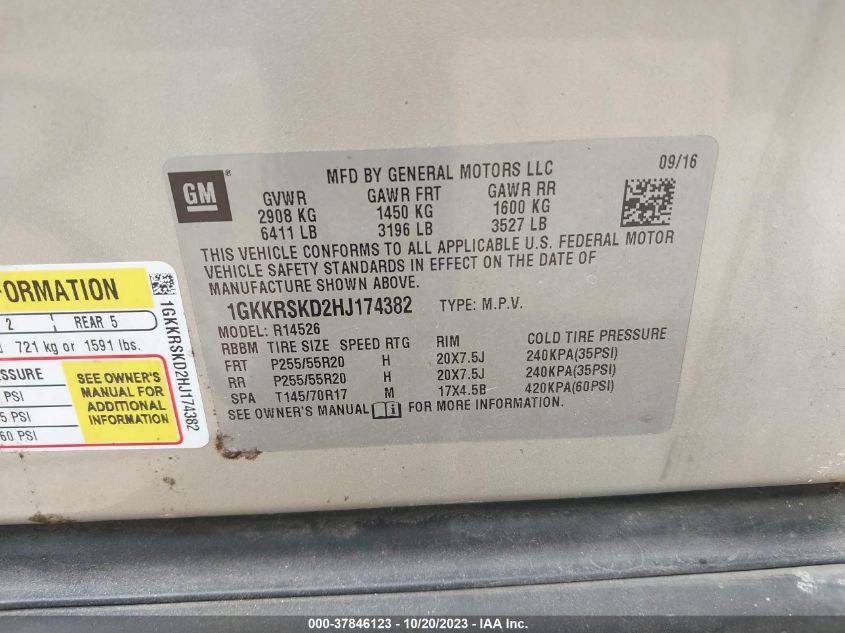 GM
MFD BY GENERAL MOTORS LLC
09/16
GVWR GAWR FRT GAWR RR
2908 KG 1450 KG 1600 KG
6411 LB 3196 LB 3527 LB
THIS VEHICLE CONFORMS TO ALL APPLICABLE U.S. FEDERAL MOTOR
VEHICLE SAFETY STANDARDS IN EFFECT ON THE DATE OF
MANUFACTURE SHOWN ABOVE.
1GKKRSKD2HJ174382 TYPE: M.P.V.
MODEL: R14526
RBBM TIRE SIZE SPEED RTG RIM COLD TIRE PRESSURE
FRT P255/55R20 H 20X7.5J 240KPA(35PSI)
RR P255/55R20 H 20X7.5J 240KPA(35PSI)
SPA T145/70R17 M 17X4.5B 420KPA(60PSI)
SEE OWNER'S MANUAL i FOR MORE INFORMATION.
FORMATION
2 REAR 5
721 kg or 1591 lbs.
SSURE
PSI
5 PSI
60 PSI
SEE OWNER'S
MANUAL FOR
ADDITIONAL
INFORMATION
1GKKRSKD2HJ174382
000-37846123 - 10/20/2023 - IAA Inc.